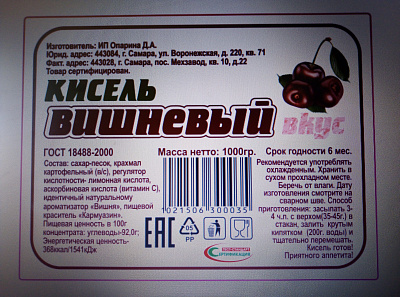 Изготовитель: ИП Опарина Д.А.
Юрид. адрес: 443084, г. Самара, ул. Воронежская, д. 220, кв. 71
Факт. адрес: 443028, г. Самара, пос. Мехзавод, кв. 10, д.22
Товар сертифицирован.
КИСЕЛЬ
ВИШНЕВЫЙ
вкус
ГОСТ 18488-2000
Масса нетто: 1000гр.
Срок годности 6 мес.
Состав: сахар-песок, крахмал
картофельный (в/с), регулятор
кислотности- лимонная кислота,
аскорбиновая кислота (витамин С),
идентичный натуральному
ароматизатор «Вишня», пищевой
краситель «Кармуазин».
Пищевая ценность в 100г
концентрата: углеводы-92,0г;
Энергетическая ценность-
368ккал/1541кДж
1021506300035
EAC
05
PP
РОСТ-СТАНДАРТ
СЕРТИФИКАЦИЯ
Рекомендуется употреблять
охлажденным. Хранить в
сухом прохладном месте.
Беречь от влаги. Дату
изготовления смотрите на
сварном шве. Способ
приготовления: засыпать 3-
4 ч.л. с верхом(35-45г.) в
стакан, залить крутым
кипятком (200г. воды) и
тщательно перемешать.
Кисель готов!
Приятного аппетита!